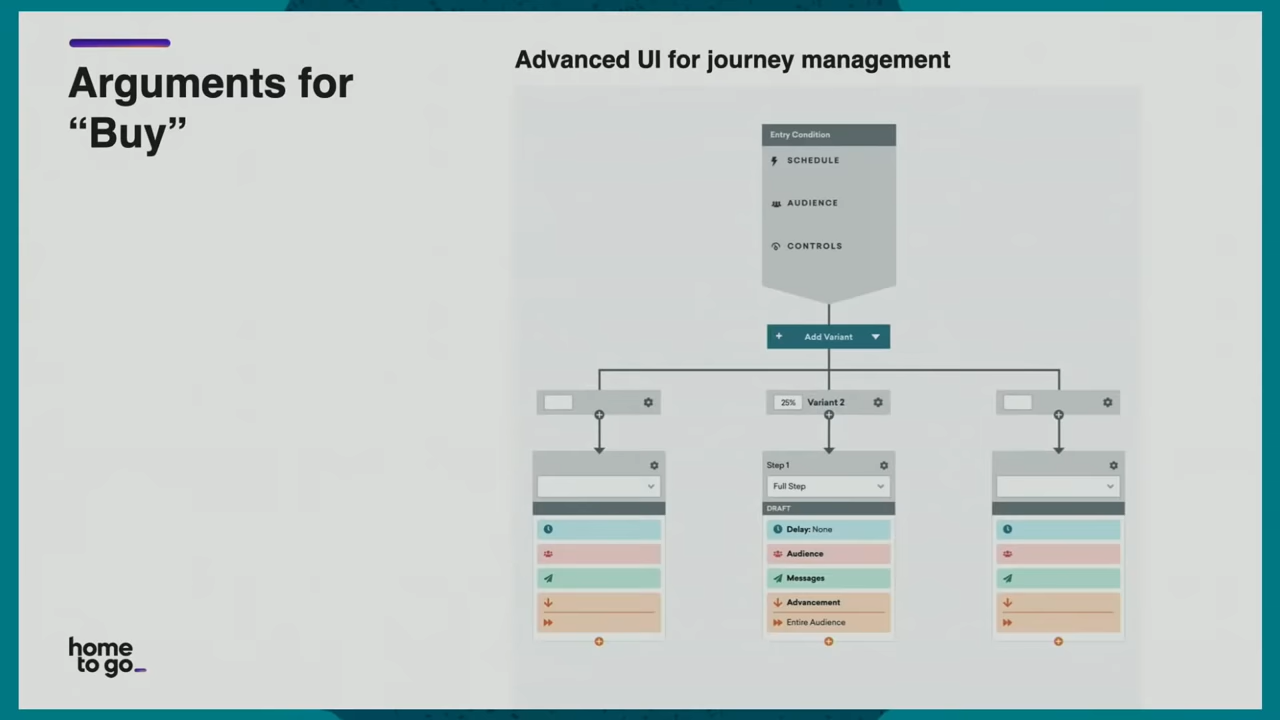 Arguments for
“Buy”
Advanced UI for journey management
Entry Condition
SCHEDULE
AUDIENCE
CONTROLS
+ Add Variant
25% Variant 2
Step 1
Full Step
DRAFT
Delay: None
Audience
Messages
Advancement
Entire Audience
home
to go_